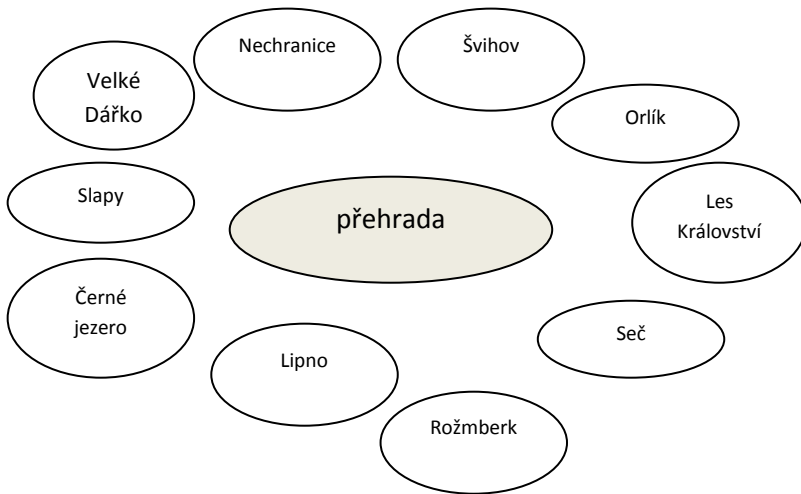 Nechranice
Švihov
Velké
Dářko
Orlík
Slapy
přehrada
Les
Království
Černé
jezero
Seč
Lipno
Rožmberk